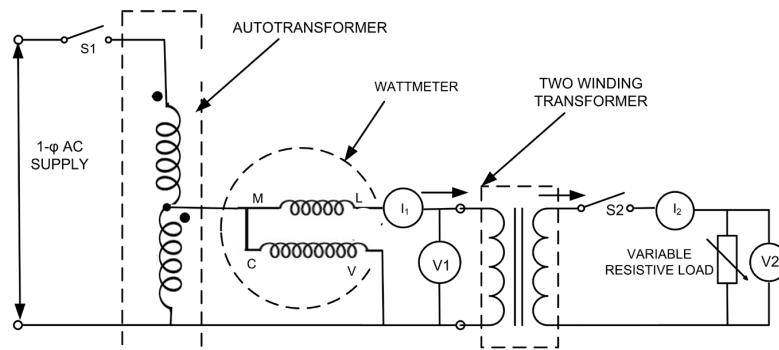 AUTOTRANSFORMER
S1
WATTMETER
TWO WINDING
TRANSFORMER
1-φ AC
SUPPLY
M
L
I₁
S2
I₂
C
V
V1
VARIABLE
RESISTIVE LOAD
V2